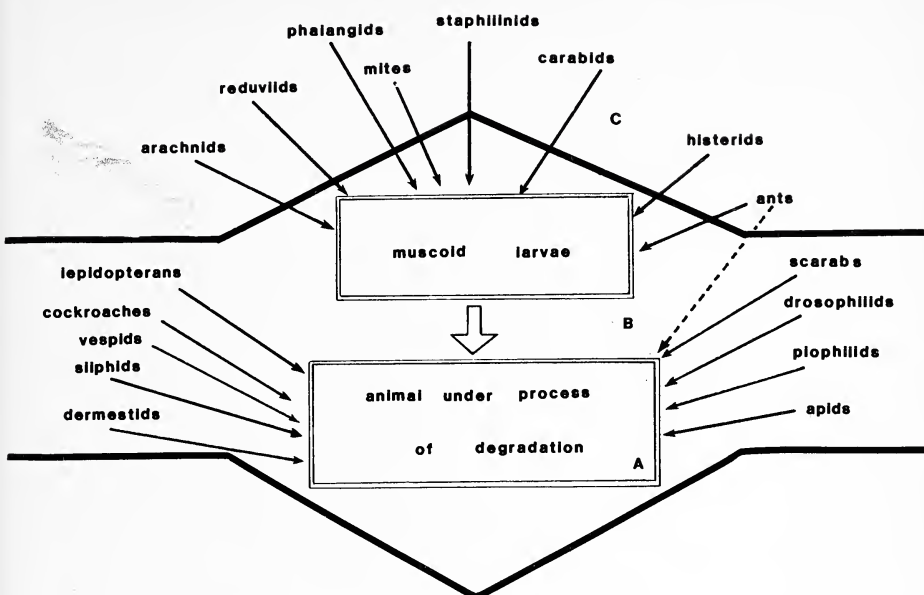 staphilinids
phalangids
carabids
mites
reduviids
C
arachnids
histerids
ants
muscoid larvae
lepidopterans
scarabs
cockroaches
drosophilids
vespids
B
silphids
piophilids
animal under process
dermestids
apids
of degradation
A